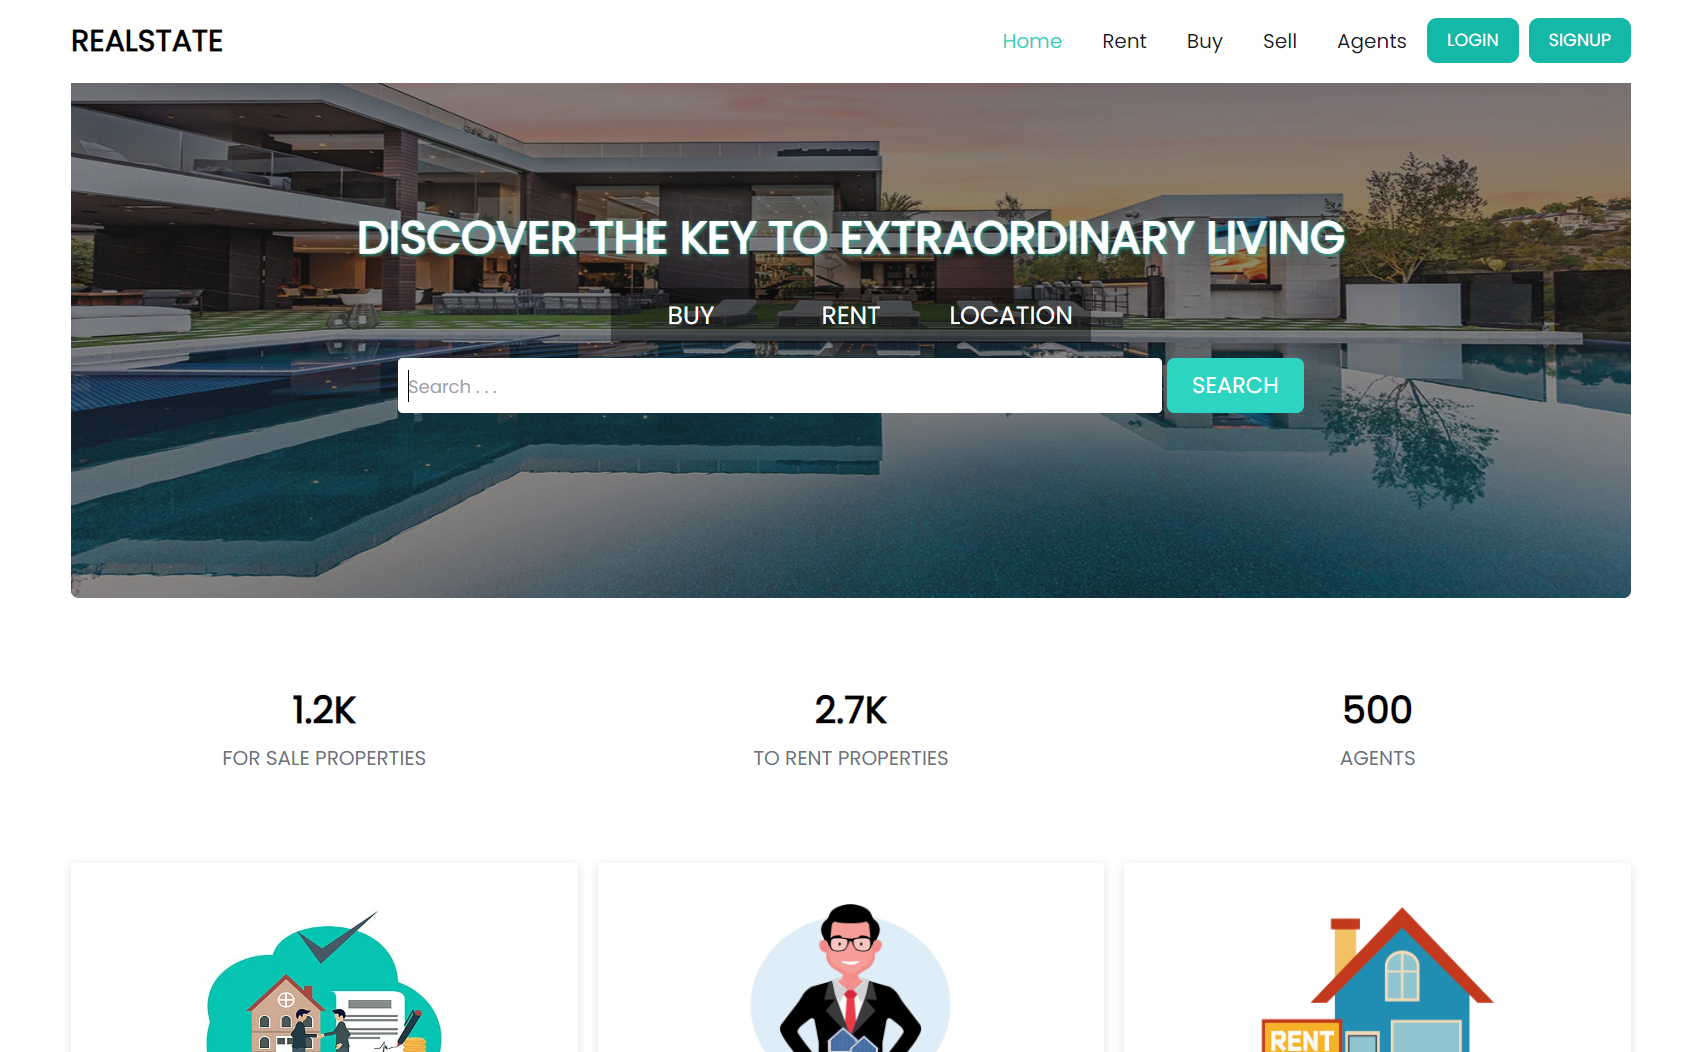 REALSTATE
Home Rent Buy Sell Agents LOGIN SIGNUP
DISCOVER THE KEY TO EXTRAORDINARY LIVING
BUY RENT LOCATION
Search . . . SEARCH
1.2K 2.7K 500
FOR SALE PROPERTIES TO RENT PROPERTIES AGENTS
RENT